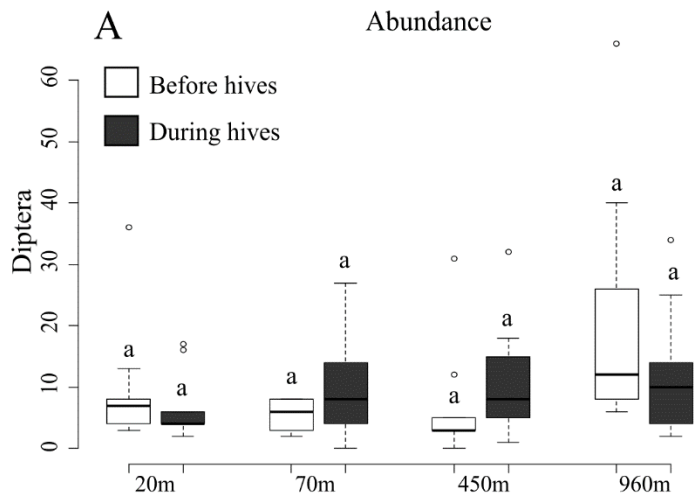 A
Abundance
Before hives
During hives
Diptera
0
10
20
30
40
50
60
a
a
a
a
a
a
a
a
20m
70m
450m
960m